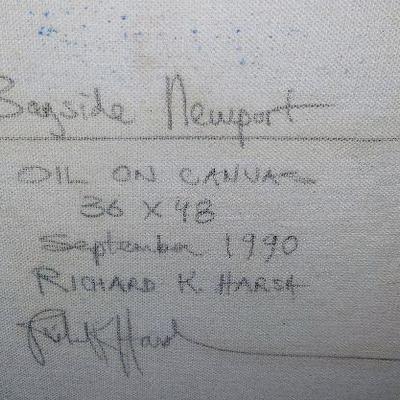 Bayside Newport
OIL ON CANVAS
36 X 48
September 1990
RICHARD K. HARSH